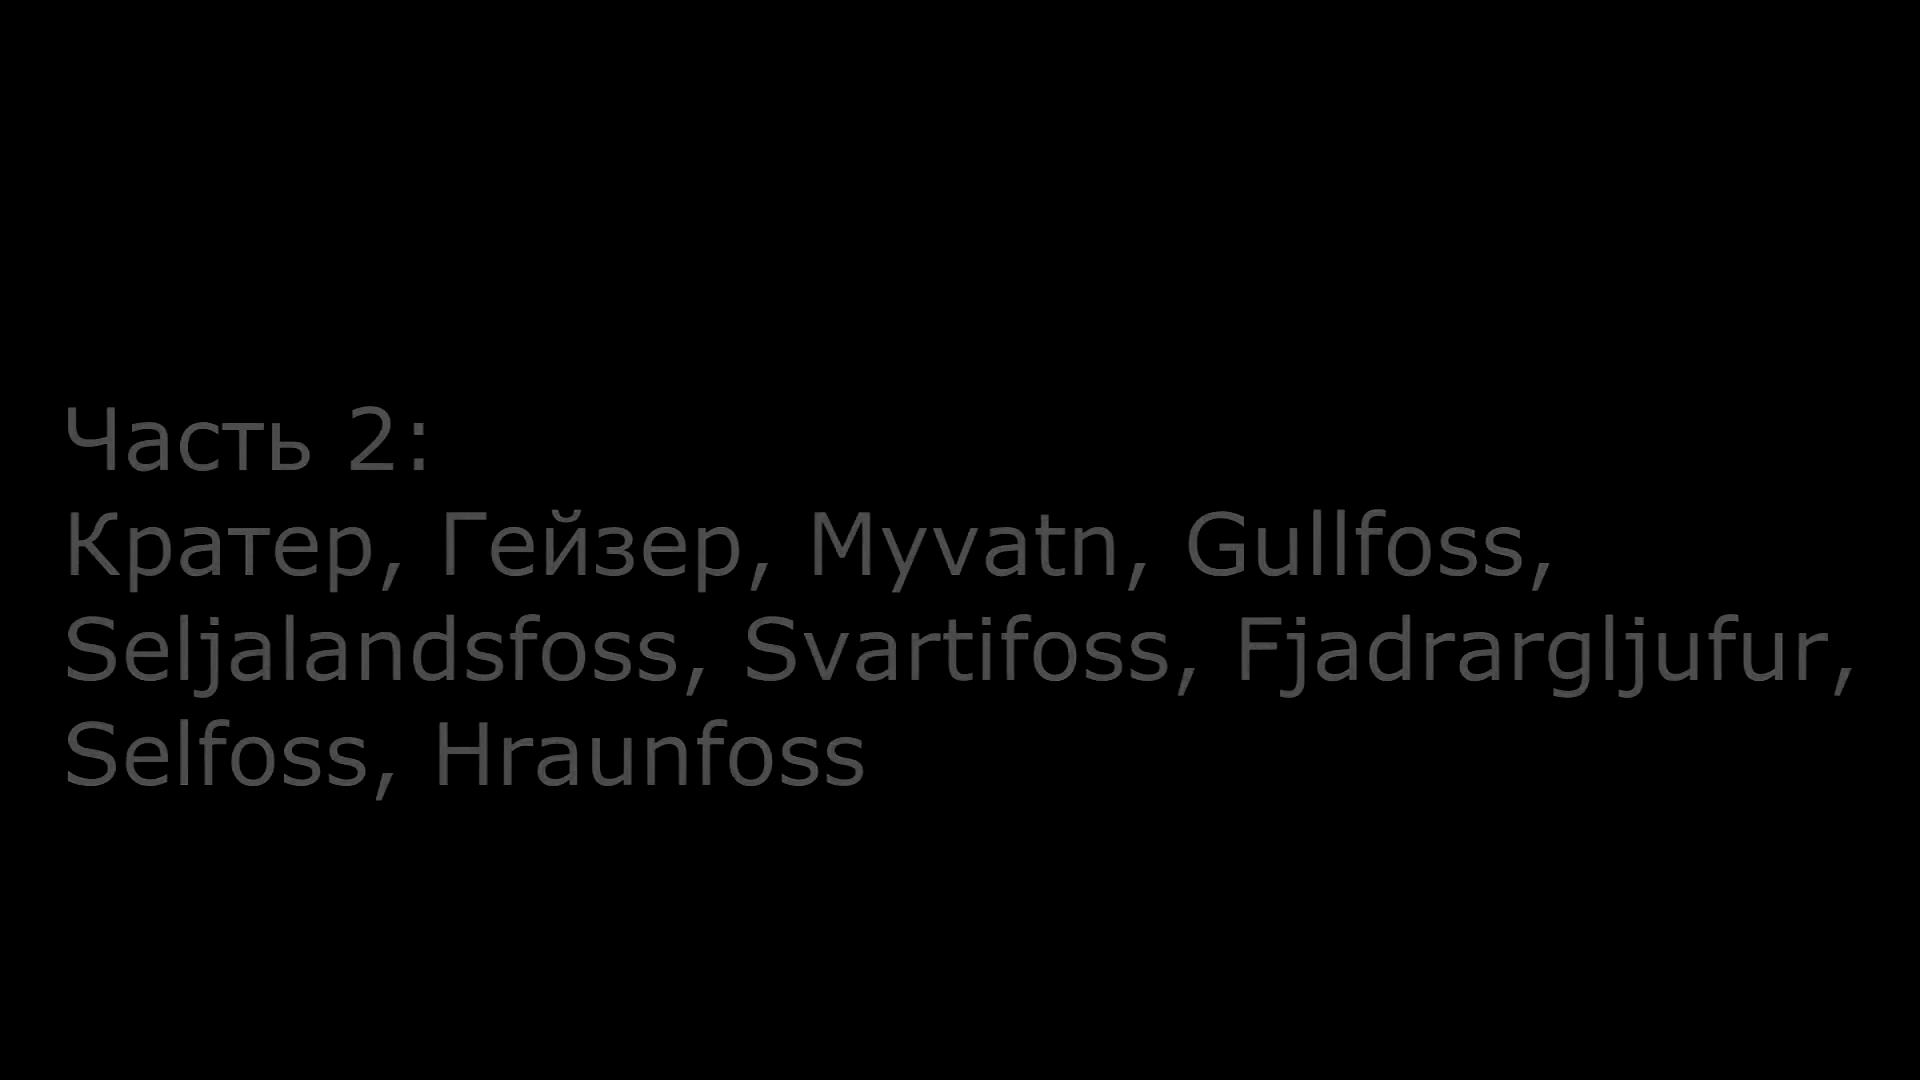 Часть 2:
Кратер, Гейзер, Myvatn, Gullfoss,
Seljalandsfoss, Svartifoss, Fjadrargljufur,
Selfoss, Hraunfoss